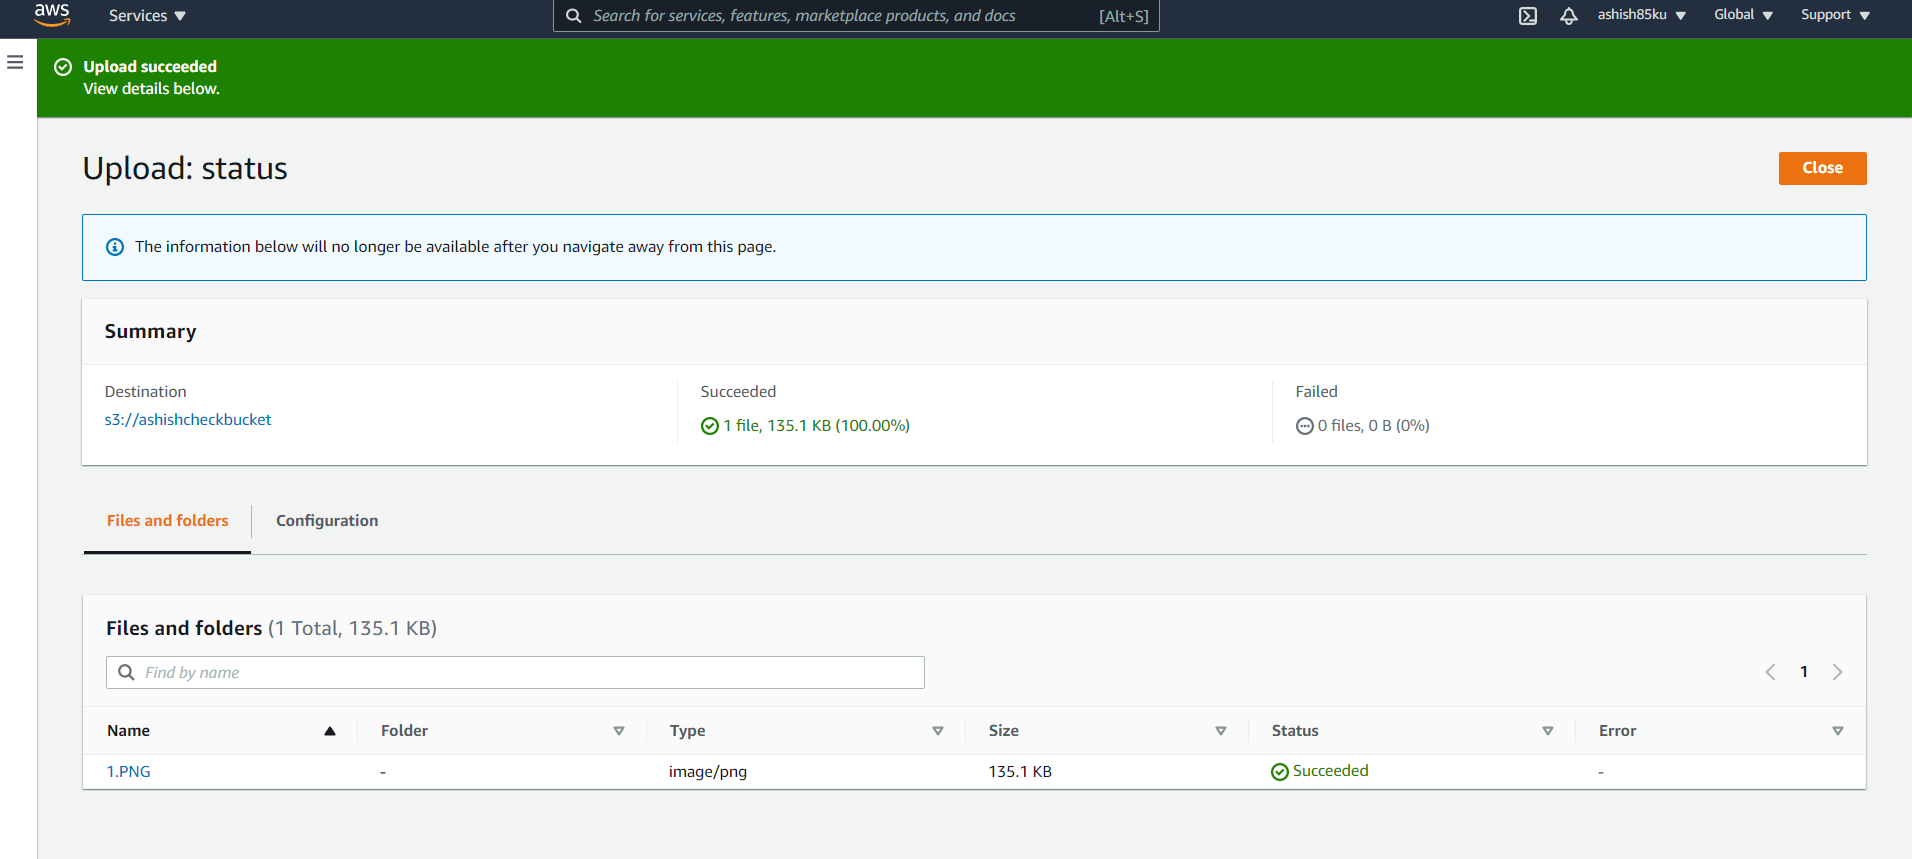 aws Services Search for services, features, marketplace products, and docs [Alt+S] ashish85ku Global Support
Upload succeeded
View details below.
Upload: status
Close
The information below will no longer be available after you navigate away from this page.
Summary
Destination Succeeded Failed
s3://ashishcheckbucket 1 file, 135.1 KB (100.00%) 0 files, 0 B (0%)
Files and folders Configuration
Files and folders (1 Total, 135.1 KB)
Find by name 1
Name Folder Type Size Status Error
1.PNG - image/png 135.1 KB Succeeded -